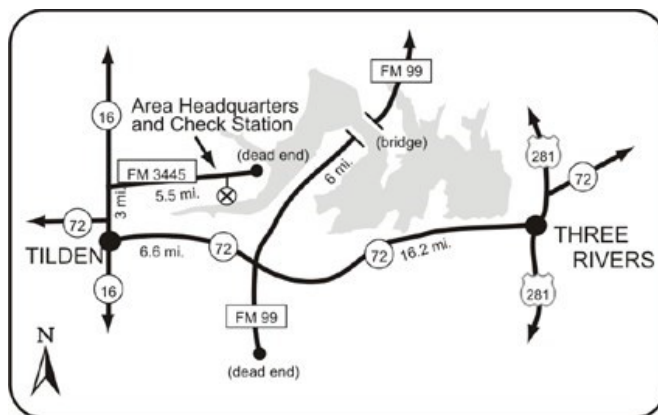 FM 99
16
Area Headquarters
and Check Station
(dead end)
(bridge)
FM 3445
5.5 mi.
3 mi.
6 mi.
281
72
72
TILDEN
6.6 mi.
72
72
16.2 mi.
THREE
RIVERS
16
FM 99
281
N
(dead end)